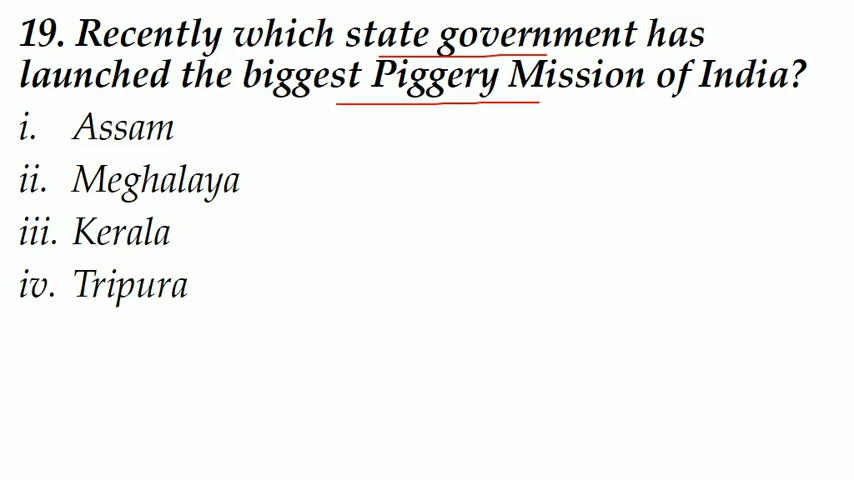 19. Recently which state government has
launched the biggest Piggery Mission of India?
i. Assam
ii. Meghalaya
iii. Kerala
iv. Tripura